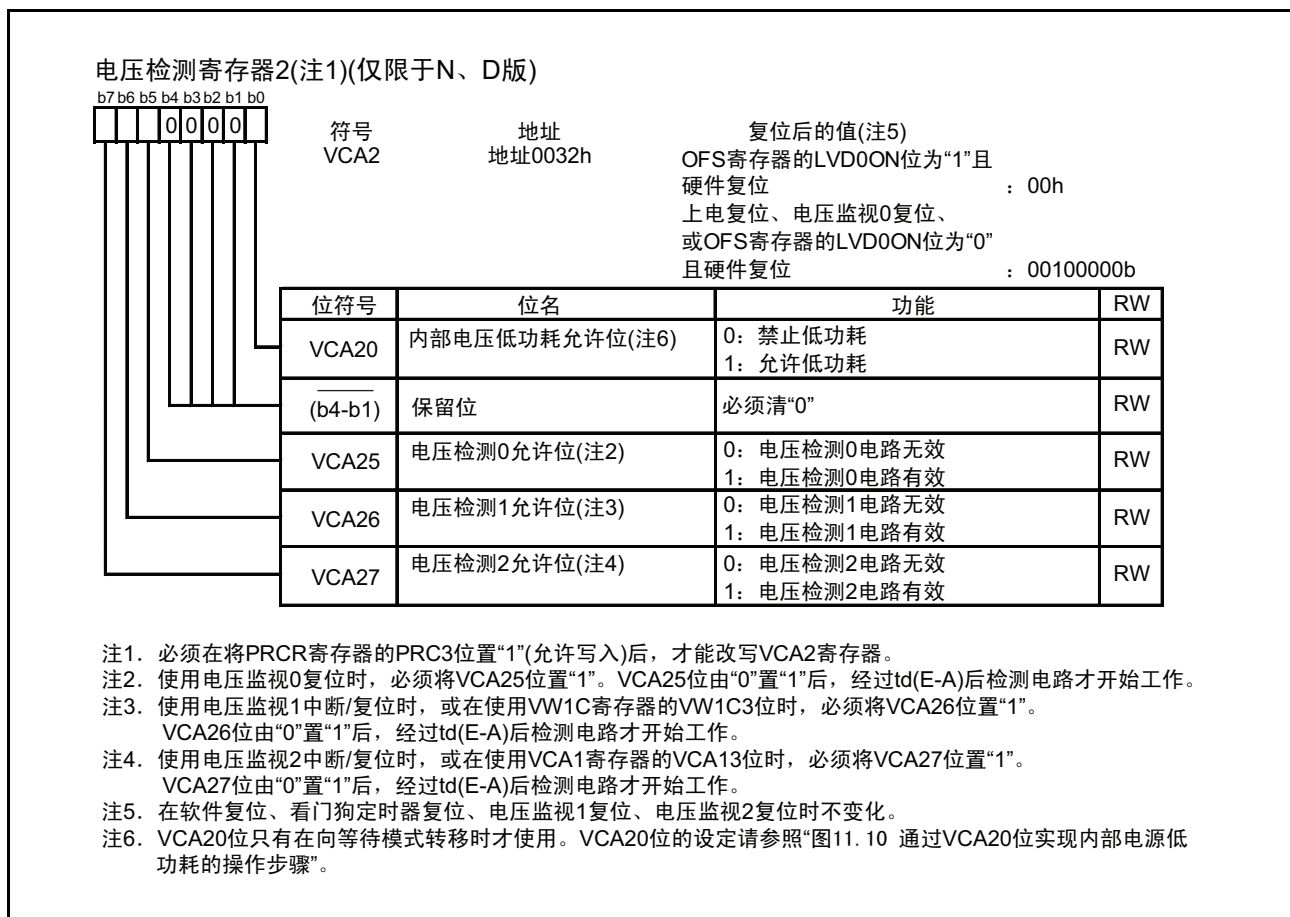 电压检测寄存器2(注1)(仅限于N、D版)
b7 b6 b5 b4 b3 b2 b1 b0
0 0 0 0
符号 地址 复位后的值(注5)
VCA2 地址0032h OFS寄存器的LVD0ON位为“1”且
硬件复位 ：00h
上电复位、电压监视0复位、
或OFS寄存器的LVD0ON位为“0”
且硬件复位 ：00100000b
位符号 位名 功能 RW
VCA20 内部电压低功耗允许位(注6) 0：禁止低功耗 RW
1：允许低功耗
(b4-b1) 保留位 必须清“0” RW
VCA25 电压检测0允许位(注2) 0：电压检测0电路无效 RW
1：电压检测0电路有效
VCA26 电压检测1允许位(注3) 0：电压检测1电路无效 RW
1：电压检测1电路有效
VCA27 电压检测2允许位(注4) 0：电压检测2电路无效 RW
1：电压检测2电路有效
注1. 必须在将PRCR寄存器的PRC3位置“1”(允许写入)后，才能改写VCA2寄存器。
注2. 使用电压监视0复位时，必须将VCA25位置“1”。VCA25位由“0”置“1”后，经过td(E-A)后检测电路才开始工作。
注3. 使用电压监视1中断/复位时，或在使用VW1C寄存器的VW1C3位时，必须将VCA26位置“1”。
VCA26位由“0”置“1”后，经过td(E-A)后检测电路才开始工作。
注4. 使用电压监视2中断/复位时，或在使用VCA1寄存器的VCA13位时，必须将VCA27位置“1”。
VCA27位由“0”置“1”后，经过td(E-A)后检测电路才开始工作。
注5. 在软件复位、看门狗定时器复位、电压监视1复位、电压监视2复位时不变化。
注6. VCA20位只有在向等待模式转移时才使用。VCA20位的设定请参照“图11.10 通过VCA20位实现内部电源低
功耗的操作步骤”。